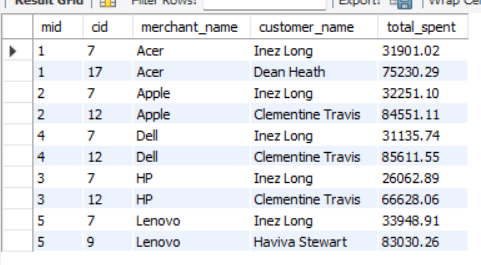 Result Grid Filter Rows: Export: Wrap Cel
mid cid merchant_name customer_name total_spent
1 7 Acer Inez Long 31901.02
1 17 Acer Dean Heath 75230.29
2 7 Apple Inez Long 32251.10
2 12 Apple Clementine Travis 84551.11
4 7 Dell Inez Long 31135.74
4 12 Dell Clementine Travis 85611.55
3 7 HP Inez Long 26062.89
3 12 HP Clementine Travis 66628.06
5 7 Lenovo Inez Long 33948.91
5 9 Lenovo Haviva Stewart 83030.26